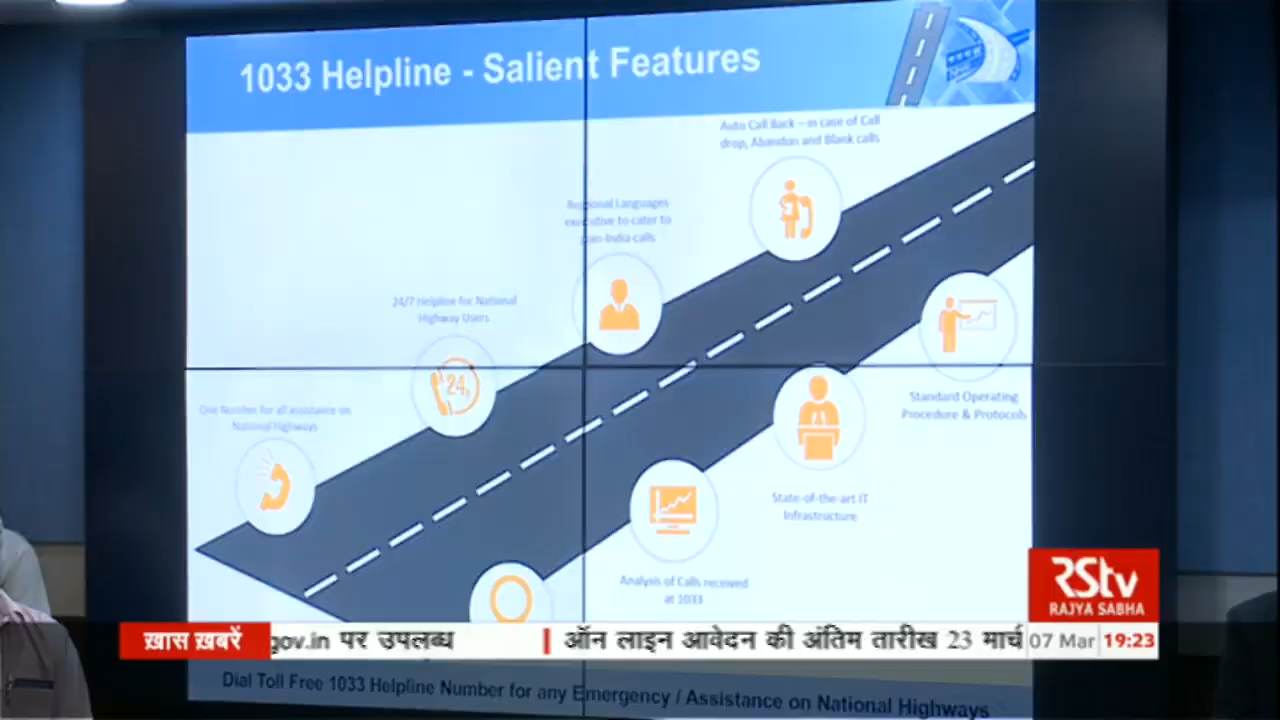 1033 Helpline - Salient Features
Auto Call Back – in case of Call
drop, Abandon and Blank calls
Regional Languages
executive to cater to
pan-India calls
24/7 Helpline for National
Highway Users
24
One Number for all assistance on
National Highways
Standard Operating
Procedure & Protocols
State-of-the-art IT
Infrastructure
Analysis of Calls received
at 1033
RStv
RAJYA SABHA
ख़ास ख़बरें
gov.in पर उपलब्ध
ऑन लाइन आवेदन की अंतिम तारीख 23 मार्च
07 Mar 19:23
Dial Toll Free 1033 Helpline Number for any Emergency / Assistance on National Highways